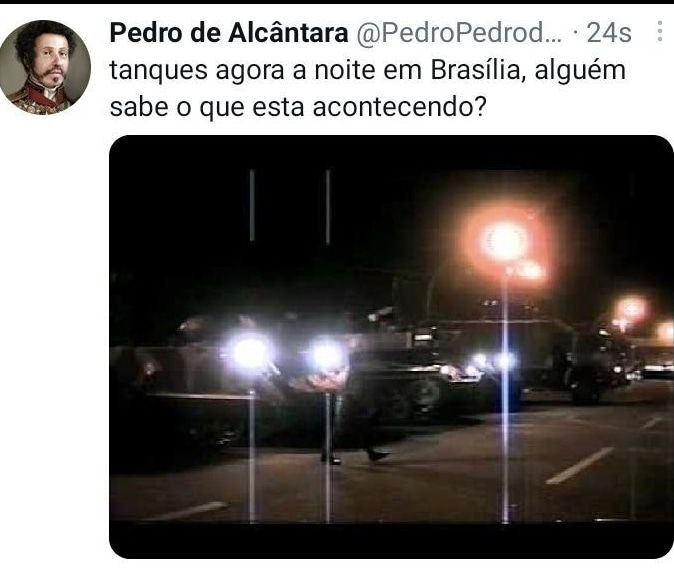 Pedro de Alcântara @PedroPedrod... · 24s
tanques agora a noite em Brasília, alguém
sabe o que esta acontecendo?